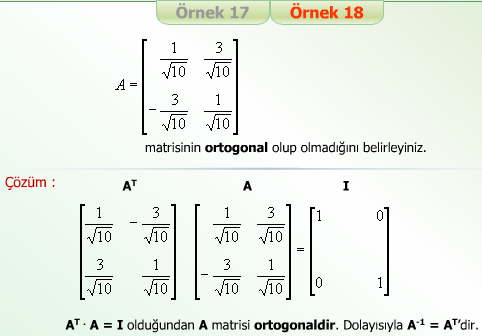 Örnek 17 Örnek 18
A = [ 1/√10 3/√10
-3/√10 1/√10 ]
matrisinin ortogonal olup olmadığını belirleyiniz.
Çözüm :
Aᵀ A I
[ 1/√10 -3/√10 ] [ 1/√10 3/√10 ] = [ 1 0 ]
[ 3/√10 1/√10 ] [ -3/√10 1/√10 ] [ 0 1 ]
Aᵀ · A = I olduğundan A matrisi ortogonaldir. Dolayısıyla A⁻¹ = Aᵀ'dir.